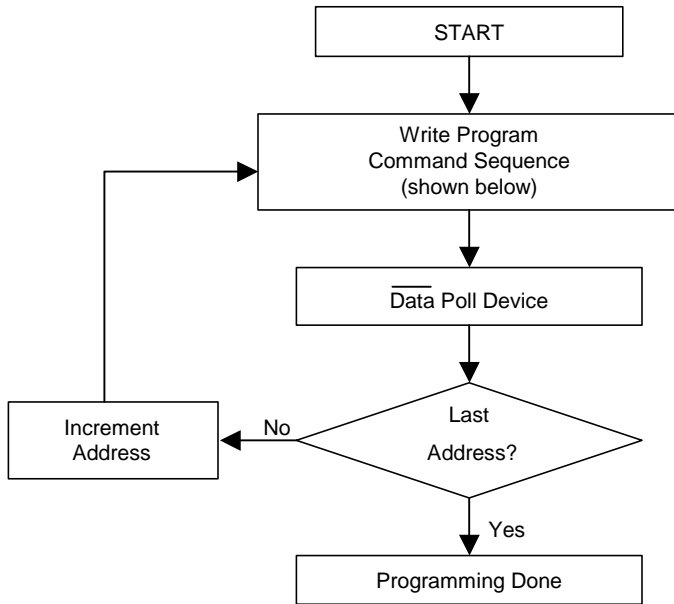 START
Write Program
Command Sequence
(shown below)
Data Poll Device
Last
Address?
No
Increment
Address
Yes
Programming Done